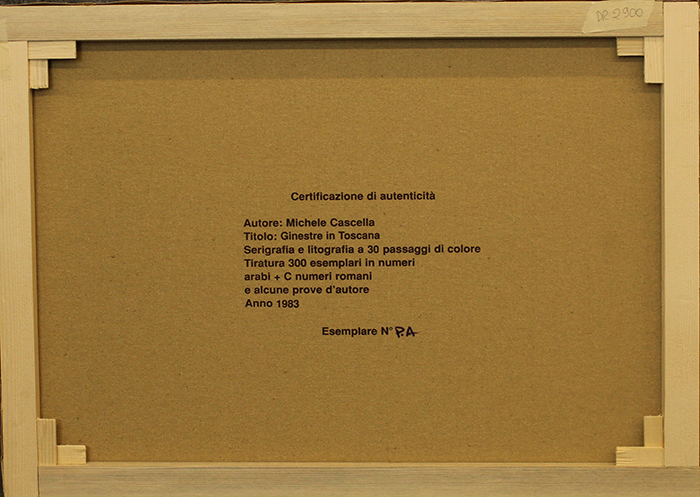 DR 2900
Certificazione di autenticità
Autore: Michele Cascella
Titolo: Ginestre in Toscana
Serigrafia e litografia a 30 passaggi di colore
Tiratura 300 esemplari in numeri
arabi + C numeri romani
e alcune prove d'autore
Anno 1983
Esemplare N° P.A